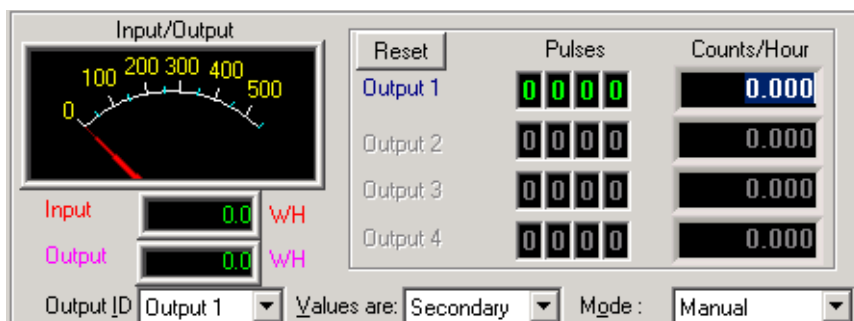 Input/Output
0 100 200 300 400 500
Input 0.0 WH
Output 0.0 WH
Reset Pulses Counts/Hour
Output 1 0 0 0 0 0.000
Output 2 0 0 0 0 0.000
Output 3 0 0 0 0 0.000
Output 4 0 0 0 0 0.000
Output ID Output 1 Values are: Secondary Mode : Manual